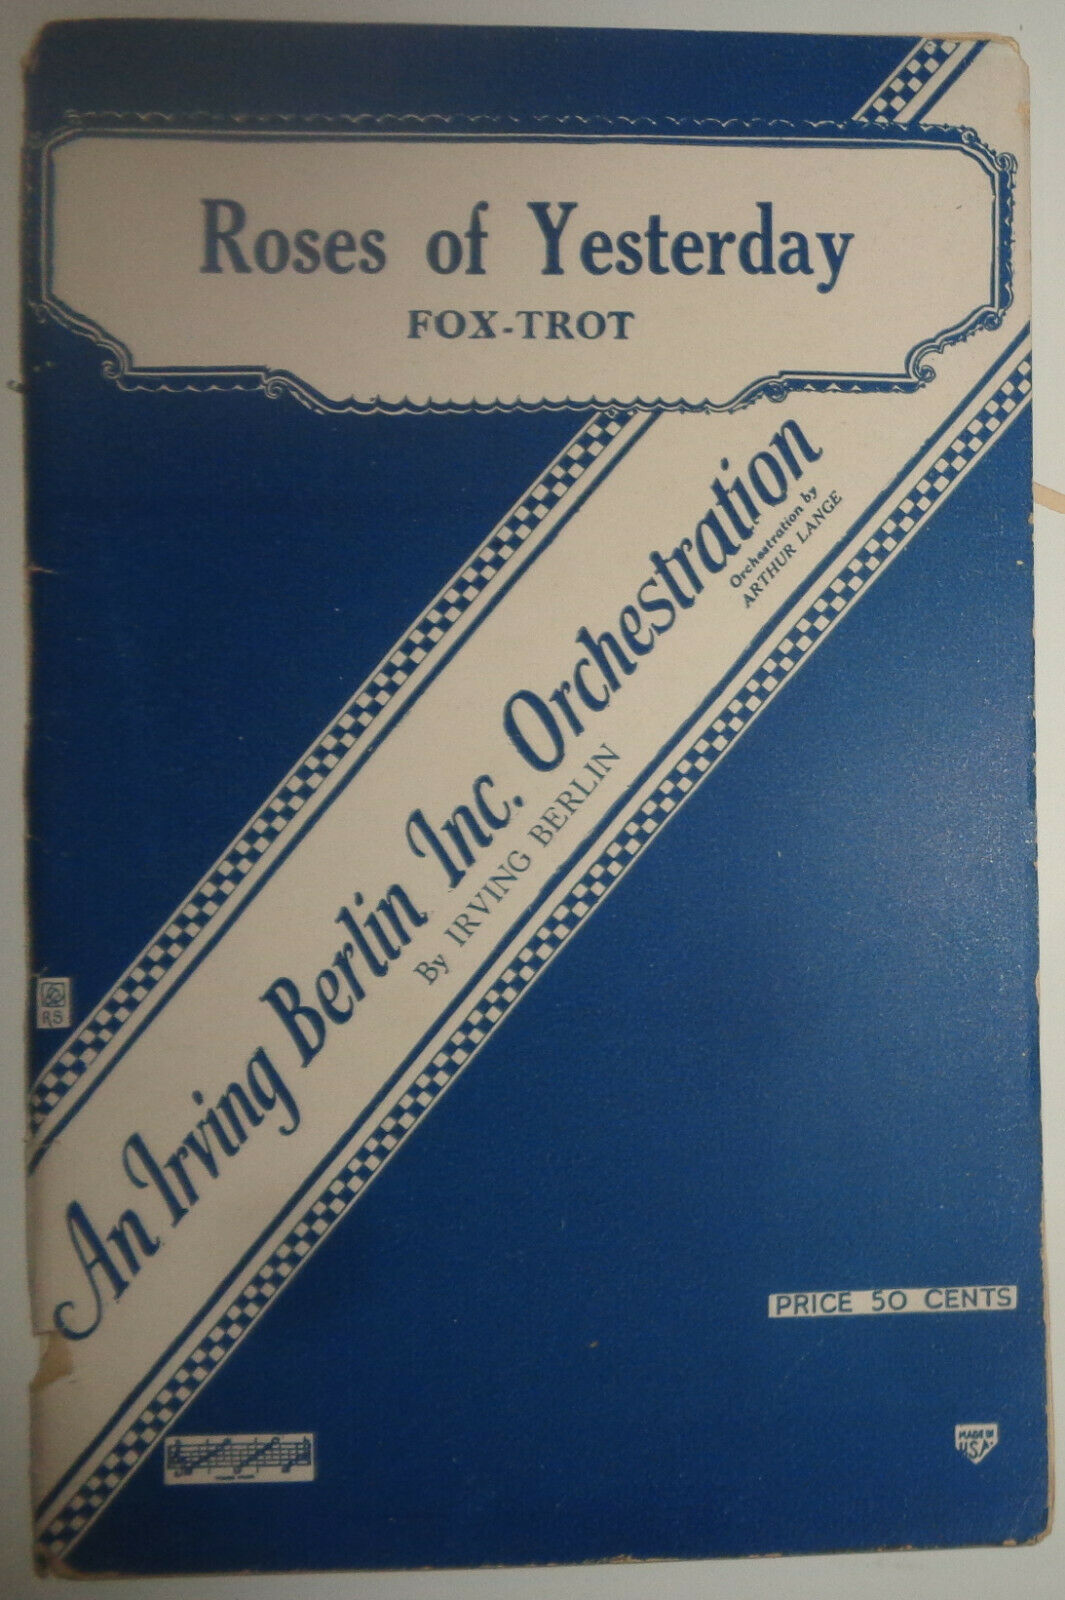 Roses of Yesterday
FOX-TROT
An Irving Berlin Inc. Orchestration
By IRVING BERLIN
Orchestration by
ARTHUR LANGE
RS
PRICE 50 CENTS
MADE IN
U.S.A.